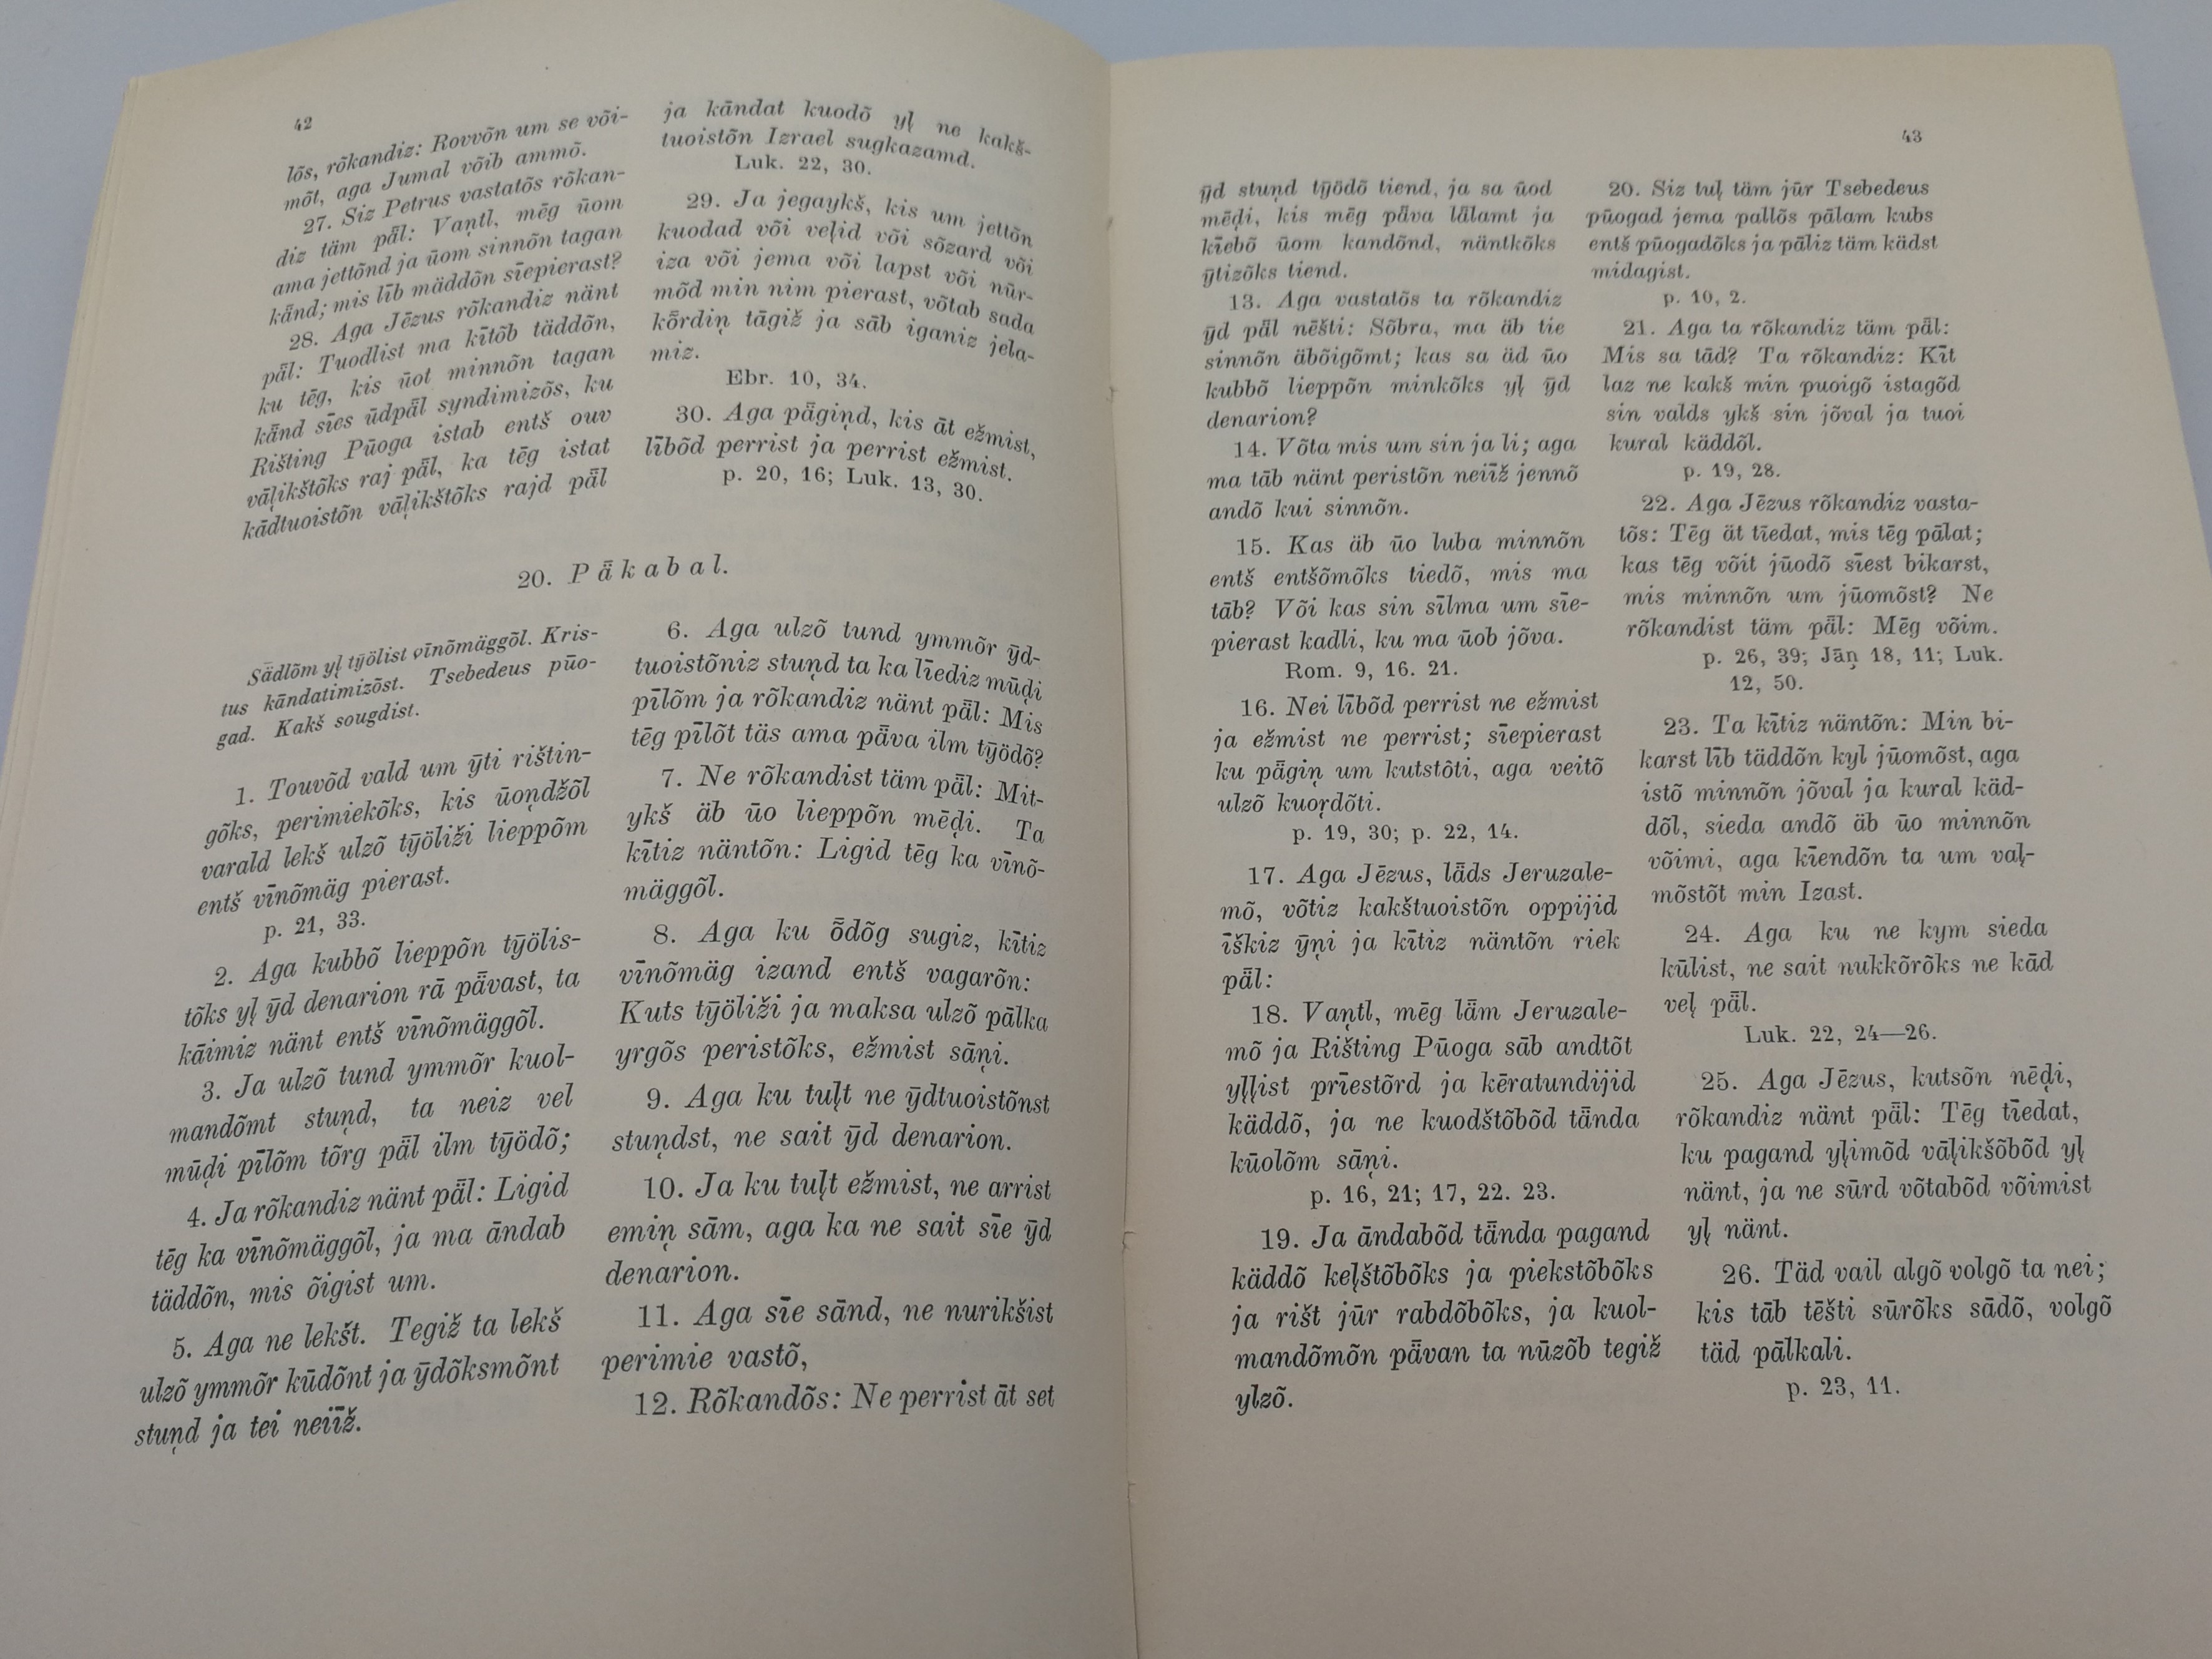 42
lõs, rõkandiz: Rovvõn um se või-
mõt, aga Jumal võib ammõ.
27. Siz Petrus vastatõs rõkan-
diz täm pǟl: Vaņtl, mēg ūom
ama jettõnd ja ūom sinnõn tagan
kǟnd; mis līb mäddõn sīepierast?
28. Aga Jēzus rõkandiz nänt
pǟl: Tuodlist ma kītõb täddõn,
ku tēg, kis ūot minnõn tagan
kǟnd sīes ūdpǟl syndimizõs, ku
Rišting Pūoga istab entš ouv
vāļikštõks raj pǟl, ka tēg istat
kādtuoistõn vāļikštõks rajd pǟl
ja kāndat kuodõ yļ ne kakš-
tuoistõn Izrael sugkazamd.
Luk. 22, 30.
29. Ja jegaykš, kis um jettõn
kuodad või veļid või sõzard või
iza või jema või lapst või nūr-
mõd min nim pierast, võtab sada
kõrdiņ tāgiž ja sāb iganiz jela-
miz.
Ebr. 10, 34.
30. Aga pǟgiņd, kis āt ežmist,
lībõd perrist ja perrist ežmist.
p. 20, 16; Luk. 13, 30.
20. Pǟkabal.
Sādlõm yļ tȳölist vīnõmäggõl. Kris-
tus kāndatimizõst. Tsebedeus pūo-
gad. Kakš sougdist.
1. Touvõd vald um ȳti rištin-
gõks, perimiekõks, kis ūoņdžõl
varald lekš ulzõ tȳöliži lieppõm
entš vīnõmäg pierast.
p. 21, 33.
2. Aga kubbõ lieppõn tȳölis-
tõks yļ ȳd denarion rā pǟvast, ta
kāimiz nänt entš vīnõmäggõl.
3. Ja ulzõ tund ymmõr kuol-
mandõmt stuņd, ta neiz vel
mūḑi pīlõm tõrg pǟl ilm tȳödõ;
4. Ja rõkandiz nänt pǟl: Ligid
tēg ka vīnõmäggõl, ja ma āndab
täddõn, mis õigist um.
5. Aga ne lekšt. Tegiž ta lekš
ulzõ ymmõr kūdõnt ja ȳdõksmõnt
stuņd ja tei neiīž.
6. Aga ulzõ tund ymmõr ȳd-
tuoistõniz stuņd ta ka līediz mūḑi
pīlõm ja rõkandiz nänt pǟl: Mis
tēg pīlõt täs ama pǟva ilm tȳödõ?
7. Ne rõkandist täm pǟl: Mit-
ykš äb ūo lieppõn mēḑi. Ta
kītiz näntõn: Ligid tēg ka vīnõ-
mäggõl.
8. Aga ku ȭdõg sugiz, kītiz
vīnõmäg izand entš vagarõn:
Kuts tȳöliži ja maksa ulzõ pālka
yrgõs peristõks, ežmist sāņi.
9. Aga ku tuļt ne ȳdtuoistõnst
stuņdst, ne sait ȳd denarion.
10. Ja ku tuļt ežmist, ne arrist
emiņ sām, aga ka ne sait sīe ȳd
denarion.
11. Aga sīe sānd, ne nurikšist
perimie vastõ,
12. Rõkandõs: Ne perrist āt set
43
ȳd stuņd tȳödõ tiend, ja sa ūod
mēḑi, kis mēg pǟva lǟlamt ja
kīebõ ūom kandõnd, näntkõks
ȳtizõks tiend.
13. Aga vastatõs ta rõkandiz
ȳd pǟl nēšti: Sõbra, ma äb tie
sinnõn äbõigõmt; kas sa äd ūo
kubbõ lieppõn minkõks yļ ȳd
denarion?
14. Võta mis um sin ja li; aga
ma tāb nänt peristõn neiīž jennõ
andõ kui sinnõn.
15. Kas äb ūo luba minnõn
entš entšõmõks tiedõ, mis ma
tāb? Või kas sin sīlma um sīe-
pierast kadli, ku ma ūob jõva.
Rom. 9, 16. 21.
16. Nei lībõd perrist ne ežmist
ja ežmist ne perrist; sīepierast
ku pǟgiņ um kutstõti, aga veitõ
ulzõ kuoŗdõti.
p. 19, 30; p. 22, 14.
17. Aga Jēzus, lǟds Jeruzale-
mõ, võtiz kakštuoistõn oppijid
īškiz ȳņi ja kītiz näntõn riek
pǟl:
18. Vaņtl, mēg lǟm Jeruzale-
mõ ja Rišting Pūoga sāb andtõt
yļļist prīestõrd ja kēratundijid
käddõ, ja ne kuodštõbõd tǟnda
kūolõm sāņi.
p. 16, 21; 17, 22. 23.
19. Ja āndabõd tǟnda pagand
käddõ keļštõbõks ja piekstõbõks
ja rišt jūr rabdõbõks, ja kuol-
mandõmõn pǟvan ta nūzõb tegiž
ylzõ.
20. Siz tuļ täm jūr Tsebedeus
pūogad jema pallõs pālam kubs
entš pūogadõks ja pāliz täm kädst
midagist.
p. 10, 2.
21. Aga ta rõkandiz täm pǟl:
Mis sa tād? Ta rõkandiz: Kīt
laz ne kakš min puoigõ istagõd
sin valds ykš sin jõval ja tuoi
kural käddõl.
p. 19, 28.
22. Aga Jēzus rõkandiz vasta-
tõs: Tēg ät tīedat, mis tēg pālat;
kas tēg võit jūodõ sīest bikarst,
mis minnõn um jūomõst? Ne
rõkandist täm pǟl: Mēg võim.
p. 26, 39; Jāņ 18, 11; Luk.
12, 50.
23. Ta kītiz näntõn: Min bi-
karst līb täddõn kyl jūomõst, aga
istõ minnõn jõval ja kural käd-
dõl, sieda andõ äb ūo minnõn
võimi, aga kīendõn ta um vaļ-
mõstõt min Izast.
24. Aga ku ne kym sieda
kūlist, ne sait nukkõrõks ne kād
veļ pǟl.
Luk. 22, 24—26.
25. Aga Jēzus, kutsõn nēḑi,
rõkandiz nänt pǟl: Tēg tīedat,
ku pagand yļimõd vāļikšõbõd yļ
nänt, ja ne sūrd võtabõd võimist
yļ nänt.
26. Täd vail algõ volgõ ta nei;
kis tāb tēšti sūrõks sādõ, volgõ
täd pālkali.
p. 23, 11.